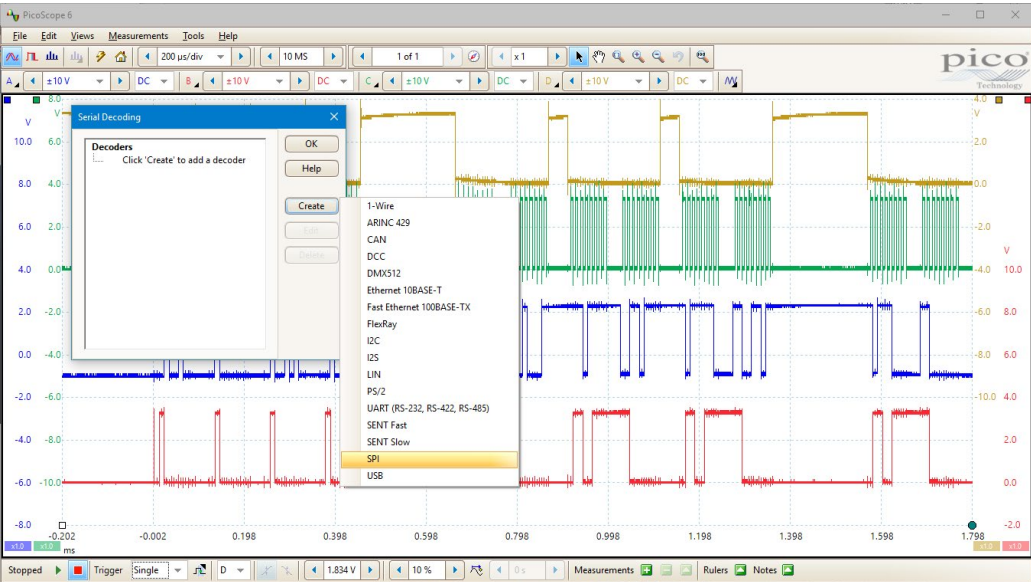 PicoScope 6
File Edit Views Measurements Tools Help
200 µs/div 10 MS 1 of 1 x1
pico
Technology
A ±10 V DC B ±10 V DC C ±10 V DC D ±10 V DC
Serial Decoding
Decoders
Click 'Create' to add a decoder
OK
Help
Create
Edit
Delete
1-Wire
ARINC 429
CAN
DCC
DMX512
Ethernet 10BASE-T
Fast Ethernet 100BASE-TX
FlexRay
I2C
I2S
LIN
PS/2
UART (RS-232, RS-422, RS-485)
SENT Fast
SENT Slow
SPI
USB
8.0 4.0
V V
V
10.0 6.0 2.0
8.0 4.0 0.0
6.0 2.0 -2.0
V
4.0 0.0 -4.0 10.0
2.0 -2.0 -6.0 8.0
0.0 -4.0 -8.0 6.0
-2.0 -6.0 -10.0 4.0
-4.0 -8.0 2.0
-6.0 -10.0 0.0
-8.0 -2.0
-0.202 -0.002 0.198 0.398 0.598 0.798 0.998 1.198 1.398 1.598 1.798
x1.0 x1.0 ms x1.0 x1.0
Stopped Trigger Single D 1.834 V 10 % 0 s Measurements Rulers Notes